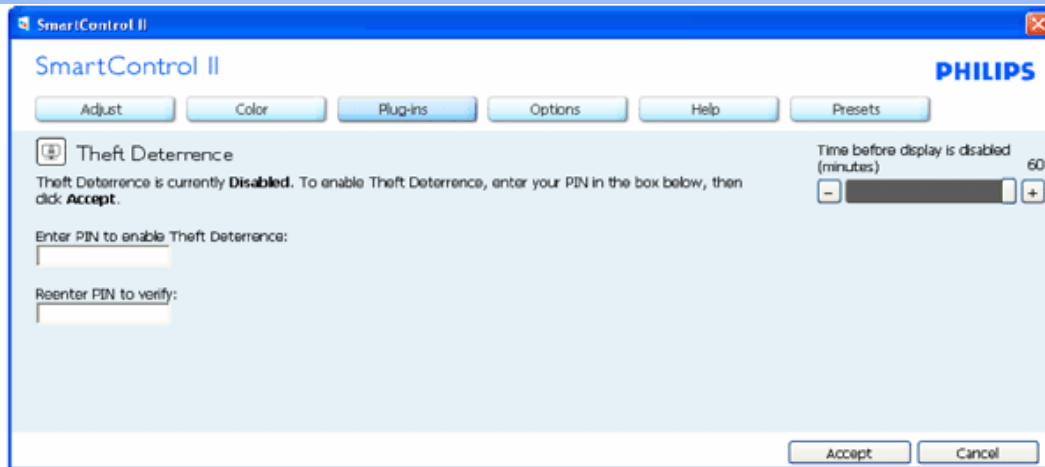 SmartControl II
SmartControl II
PHILIPS
Adjust Color Plug-ins Options Help Presets
Theft Deterrence
Theft Deterrence is currently Disabled. To enable Theft Deterrence, enter your PIN in the box below, then
click Accept.
Time before display is disabled
(minutes) 60
- +
Enter PIN to enable Theft Deterrence:
Reenter PIN to verify:
Accept Cancel